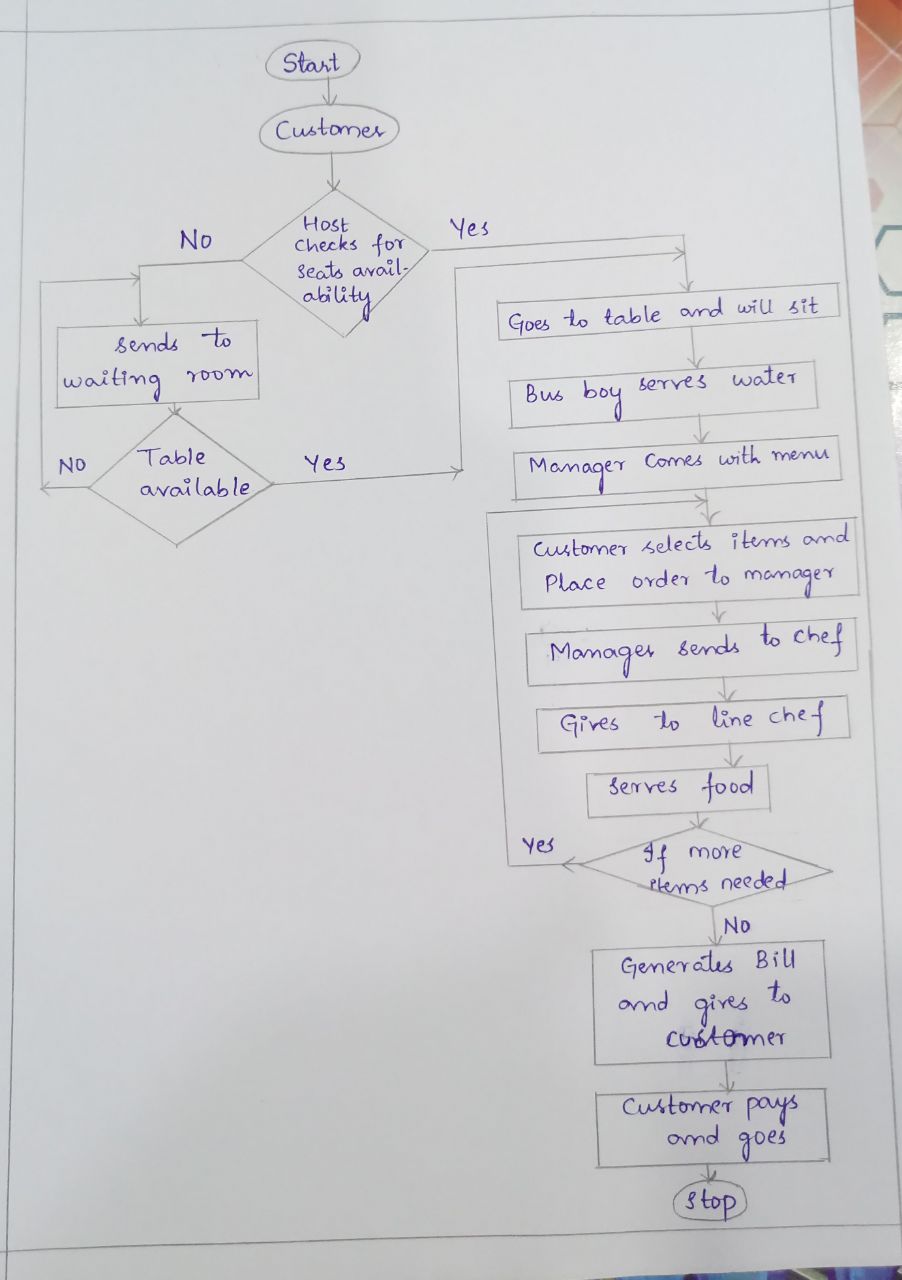 Start
Customer
Host
checks for
seats avail-
ability
No
Yes
sends to
waiting room
Table
available
No
Yes
Goes to table and will sit
Bus boy serves water
Manager comes with menu
Customer selects items and
Place order to manager
Manager sends to chef
Gives to line chef
serves food
If more
items needed
Yes
No
Generates Bill
and gives to
customer
Customer pays
and goes
stop